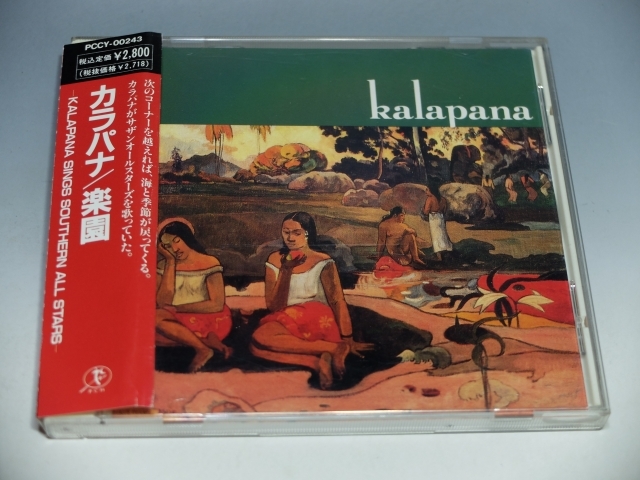 PCCY-00243
税込定価 ¥2,800
(税抜価格 ¥2,718)
カラパナ/楽園
-KALAPANA SINGS SOUTHERN ALL STARS-
次のコーナーを越えれば、海と季節が戻ってくる。
カラパナがサザンオールスターズを歌っていた。
kalapana